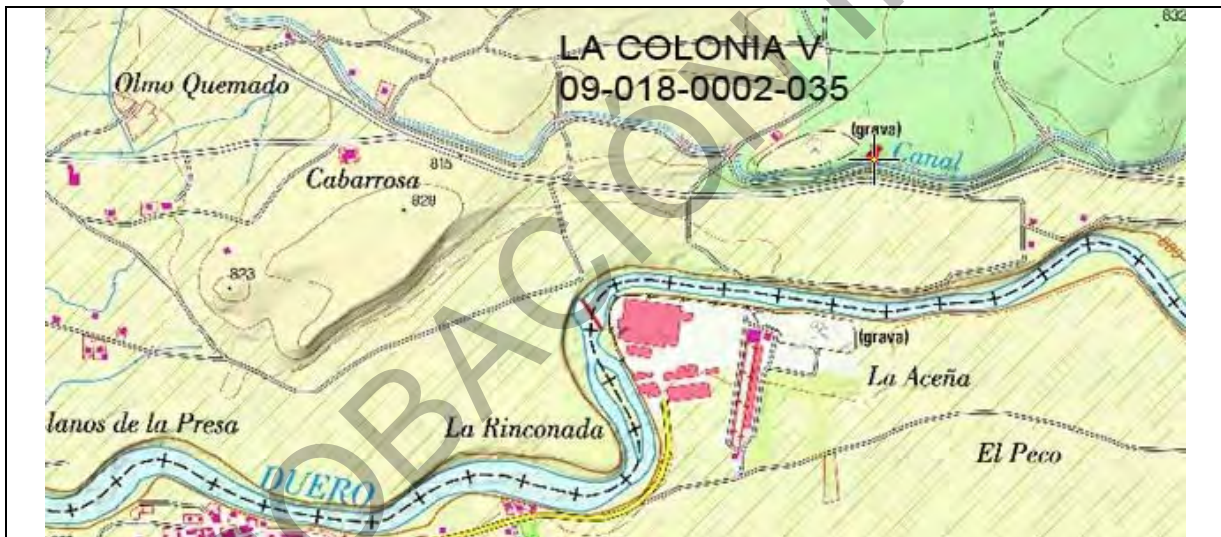 LA COLONIA V
09-018-0002-035
832
Olmo Quemado
(grava)
Canal
815
Cabarrosa
828
823
(grava)
La Aceña
lanos de la Presa
La Rinconada
El Peco
DUERO
OBACIÓN